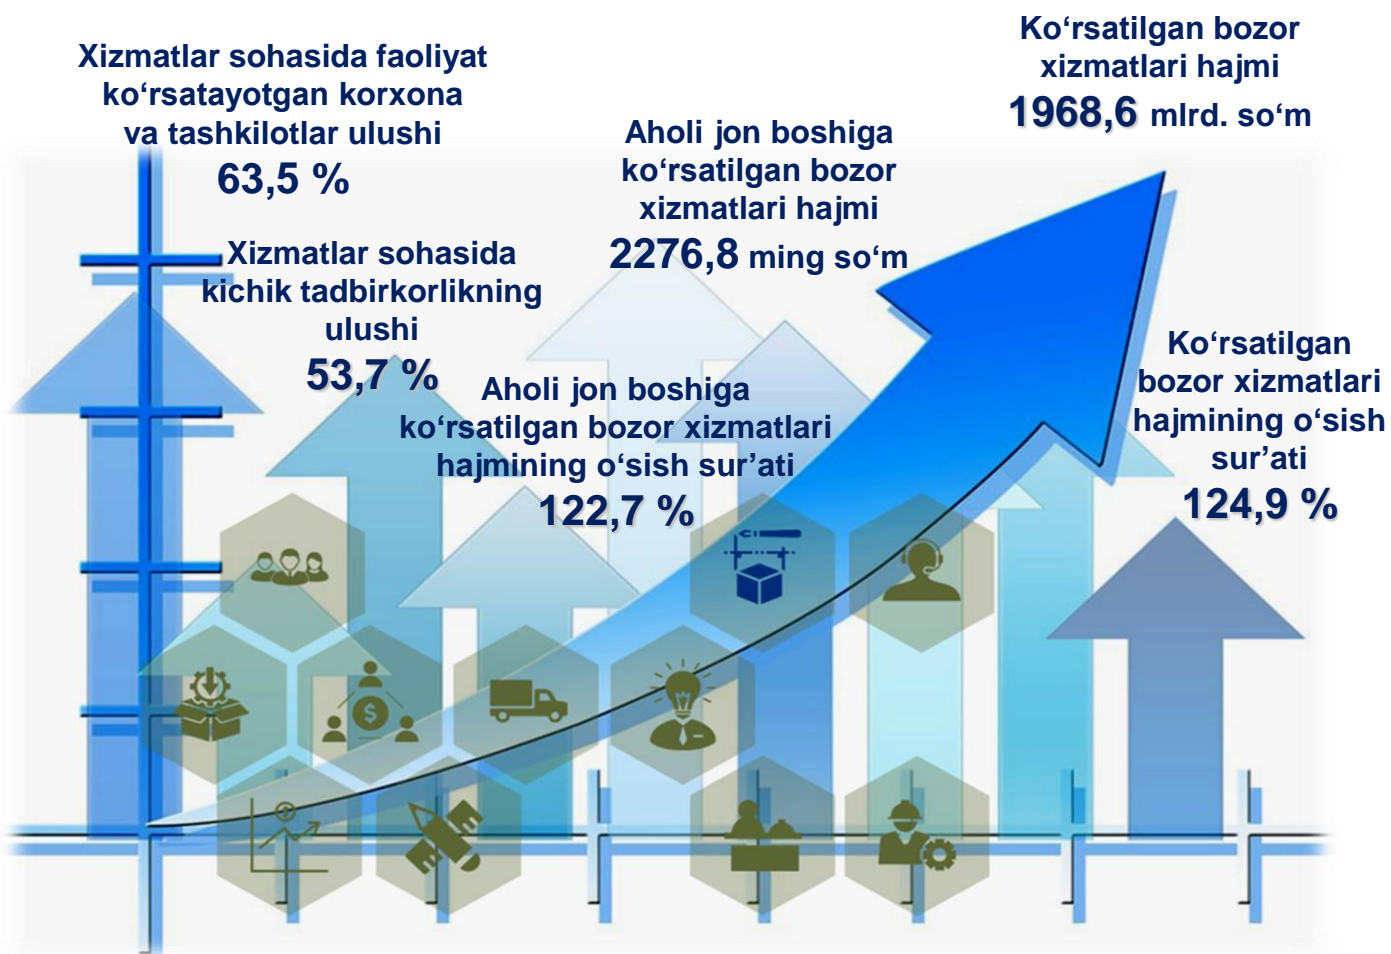 Xizmatlar sohasida faoliyat
ko‘rsatayotgan korxona
va tashkilotlar ulushi
63,5 %
Xizmatlar sohasida
kichik tadbirkorlikning
ulushi
53,7 %
Aholi jon boshiga
ko‘rsatilgan bozor
xizmatlari hajmi
2276,8 ming so‘m
Aholi jon boshiga
ko‘rsatilgan bozor xizmatlari
hajmining o‘sish sur’ati
122,7 %
Ko‘rsatilgan bozor
xizmatlari hajmi
1968,6 mlrd. so‘m
Ko‘rsatilgan
bozor xizmatlari
hajmining o‘sish
sur’ati
124,9 %